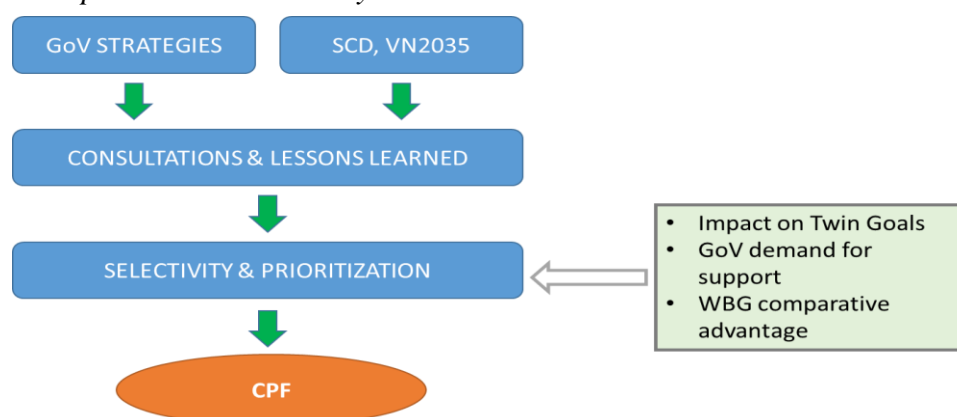 GoV STRATEGIES
SCD, VN2035
CONSULTATIONS & LESSONS LEARNED
SELECTIVITY & PRIORITIZATION
• Impact on Twin Goals
• GoV demand for
support
• WBG comparative
advantage
CPF